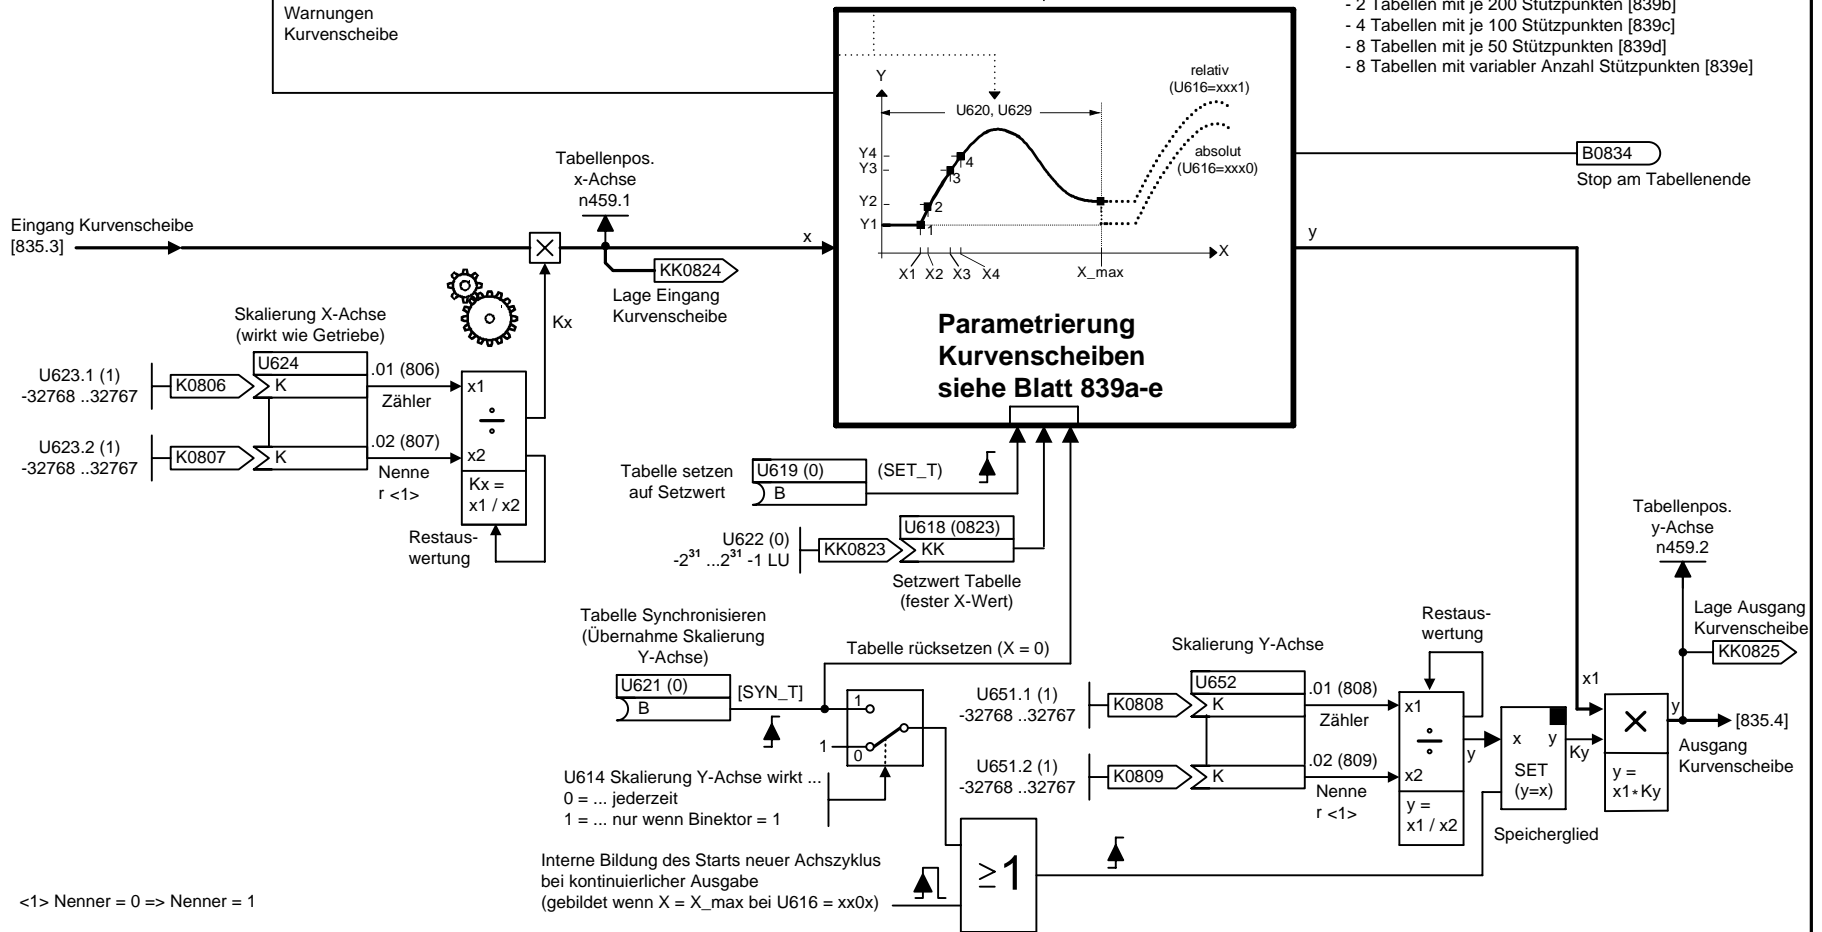 Warnungen
Kurvenscheibe
- 2 Tabellen mit je 200 Stützpunkten [839b]
- 4 Tabellen mit je 100 Stützpunkten [839c]
- 8 Tabellen mit je 50 Stützpunkten [839d]
- 8 Tabellen mit variabler Anzahl Stützpunkten [839e]
Y
U620, U629
relativ
(U616=xxx1)
absolut
(U616=xxx0)
Y4
Y3
Y2
Y1
4
3
2
1
X
X1 X2 X3 X4
X_max
B0834
Stop am Tabellenende
Tabellenpos.
x-Achse
n459.1
Eingang Kurvenscheibe
[835.3]
x
y
KK0824
Lage Eingang
Kurvenscheibe
Kx
Parametrierung
Kurvenscheiben
siehe Blatt 839a-e
Skalierung X-Achse
(wirkt wie Getriebe)
U624
U623.1 (1)
-32768 ..32767
K0806
K
.01 (806)
Zähler
x1
÷
U623.2 (1)
-32768 ..32767
K0807
K
.02 (807)
Nenne
r <1>
x2
Kx =
x1 / x2
Restaus-
wertung
Tabelle setzen
auf Setzwert
U619 (0)
B
(SET_T)
U622 (0)
-2³¹ ...2³¹ -1 LU
KK0823
U618 (0823)
KK
Setzwert Tabelle
(fester X-Wert)
Tabelle Synchronisieren
(Übernahme Skalierung
Y-Achse)
U621 (0)
B
[SYN_T]
Tabelle rücksetzen (X = 0)
1
1
0
U614 Skalierung Y-Achse wirkt ...
0 = ... jederzeit
1 = ... nur wenn Binektor = 1
Interne Bildung des Starts neuer Achszyklus
bei kontinuierlicher Ausgabe
(gebildet wenn X = X_max bei U616 = xx0x)
≥1
Skalierung Y-Achse
U652
U651.1 (1)
-32768 ..32767
K0808
K
.01 (808)
Zähler
U651.2 (1)
-32768 ..32767
K0809
K
.02 (809)
Nenne
r <1>
Restaus-
wertung
x1
÷
x2
y =
x1 / x2
y
x y
SET
(y=x)
Speicherglied
Ky
x1
y =
x1*Ky
y
Tabellenpos.
y-Achse
n459.2
Lage Ausgang
Kurvenscheibe
KK0825
[835.4]
Ausgang
Kurvenscheibe
<1> Nenner = 0 => Nenner = 1